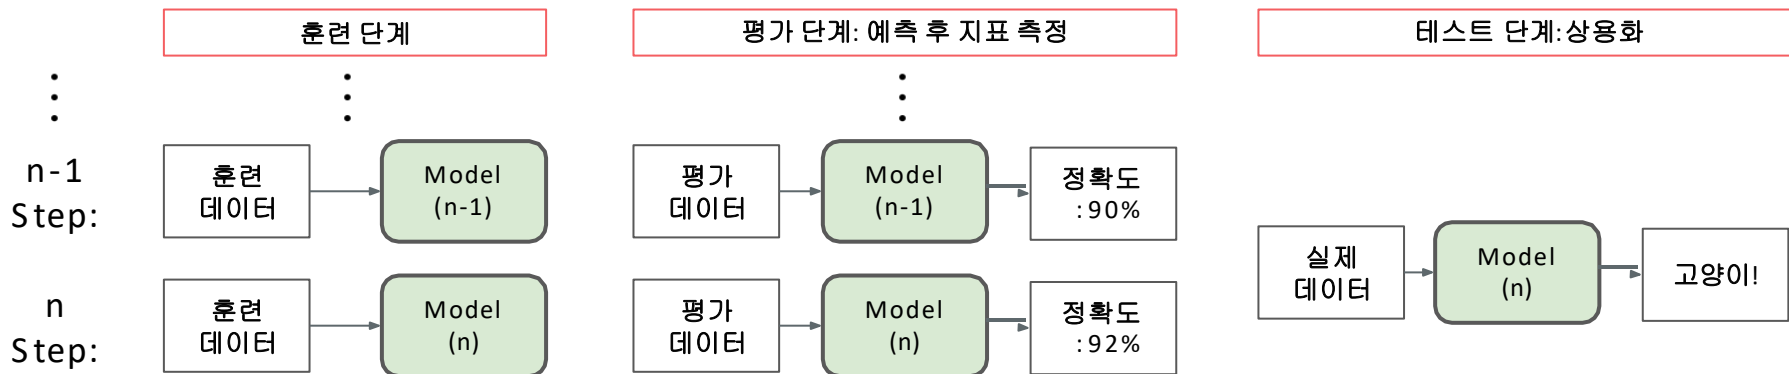 훈련 단계
평가 단계: 예측 후 지표 측정
테스트 단계:상용화
n-1
Step:
훈련
데이터
Model
(n-1)
평가
데이터
Model
(n-1)
정확도
:90%
n
Step:
훈련
데이터
Model
(n)
평가
데이터
Model
(n)
정확도
:92%
실제
데이터
Model
(n)
고양이!